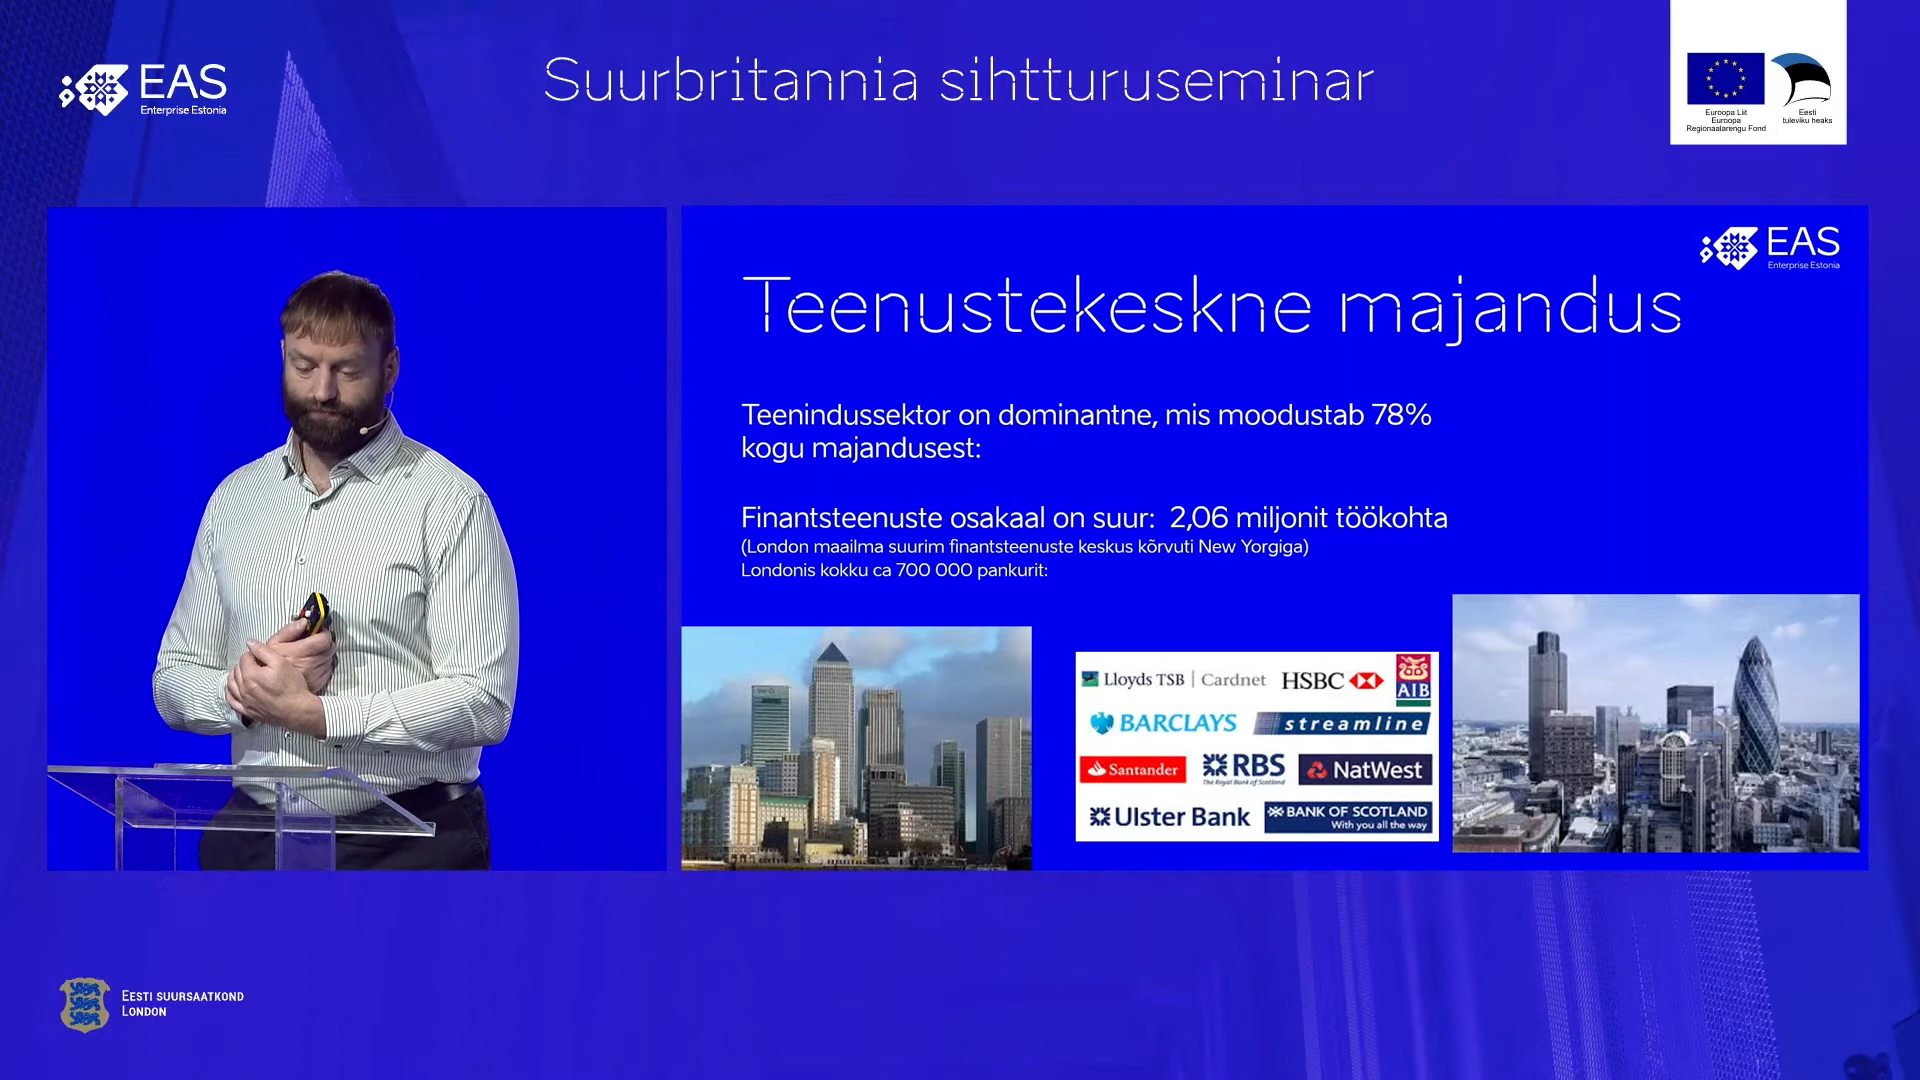 EAS
Enterprise Estonia
Suurbritannia sihtturuseminar
Euroopa Liit
Euroopa
Regionaalarengu Fond
Eesti
tuleviku heaks
EAS
Enterprise Estonia
Teenustekeskne majandus
Teenindussektor on dominantne, mis moodustab 78%
kogu majandusest:
Finantsteenuste osakaal on suur: 2,06 miljonit töökohta
(London maailma suurim finantsteenuste keskus kõrvuti New Yorgiga)
Londonis kokku ca 700 000 pankurit:
Lloyds TSB | Cardnet HSBC AIB
BARCLAYS streamline
Santander RBS NatWest
The Royal Bank of Scotland
Ulster Bank BANK OF SCOTLAND
With you all the way
EESTI SUURSAATKOND
LONDON